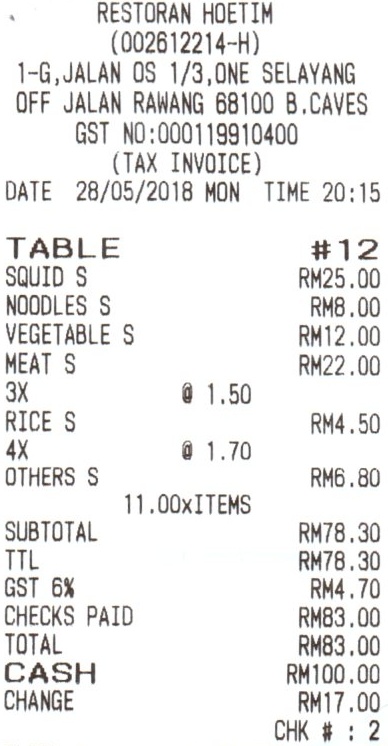 RESTORAN HOETIM
(002612214-H)
1-G,JALAN OS 1/3,ONE SELAYANG
OFF JALAN RAWANG 68100 B.CAVES
GST NO:000119910400
(TAX INVOICE)
DATE 28/05/2018 MON TIME 20:15
TABLE #12
SQUID S RM25.00
NOODLES S RM8.00
VEGETABLE S RM12.00
MEAT S RM22.00
3X @ 1.50
RICE S RM4.50
4X @ 1.70
OTHERS S RM6.80
11.00xITEMS
SUBTOTAL RM78.30
TTL RM78.30
GST 6% RM4.70
CHECKS PAID RM83.00
TOTAL RM83.00
CASH RM100.00
CHANGE RM17.00
CHK # : 2